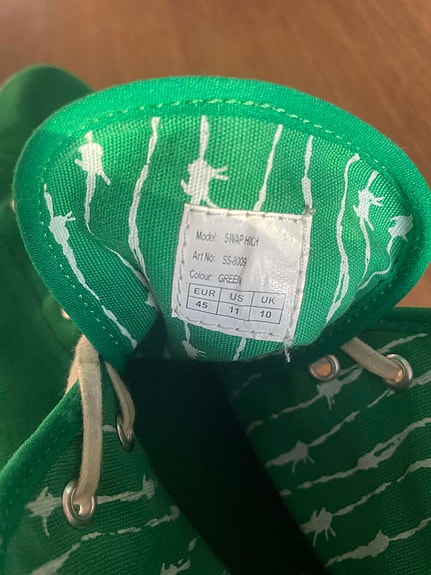 Model: SWAP HIGH
Art No: SS-8009
Colour: GREEN
EUR US UK
45 11 10